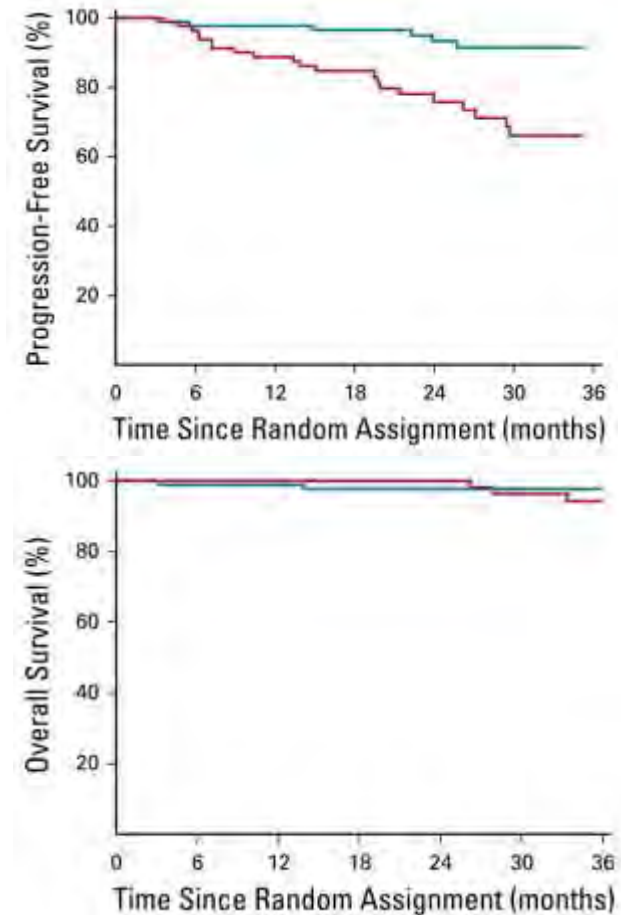 Progression-Free Survival (%)
100
80
60
40
20
0 6 12 18 24 30 36
Time Since Random Assignment (months)
Overall Survival (%)
100
80
60
40
20
0 6 12 18 24 30 36
Time Since Random Assignment (months)